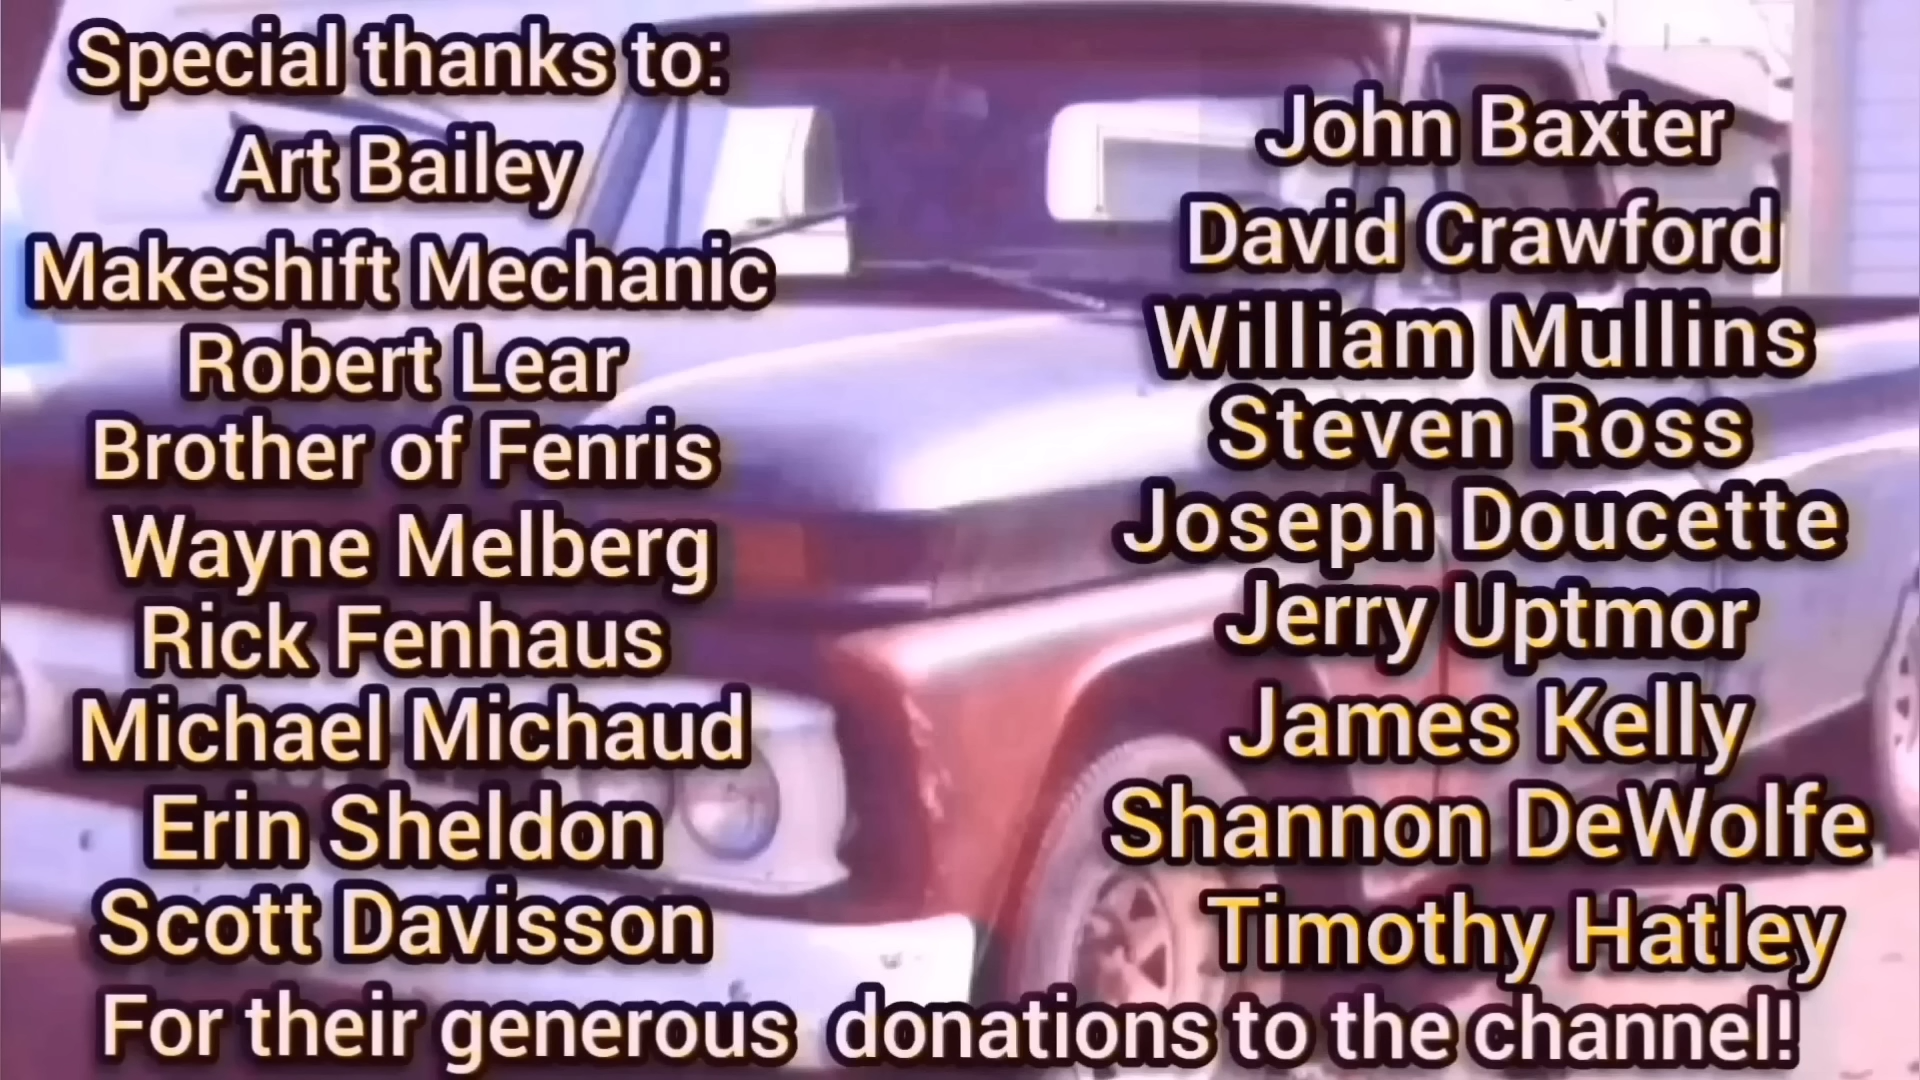 Special thanks to:
Art Bailey
Makeshift Mechanic
Robert Lear
Brother of Fenris
Wayne Melberg
Rick Fenhaus
Michael Michaud
Erin Sheldon
Scott Davisson
John Baxter
David Crawford
William Mullins
Steven Ross
Joseph Doucette
Jerry Uptmor
James Kelly
Shannon DeWolfe
Timothy Hatley
For their generous donations to the channel!